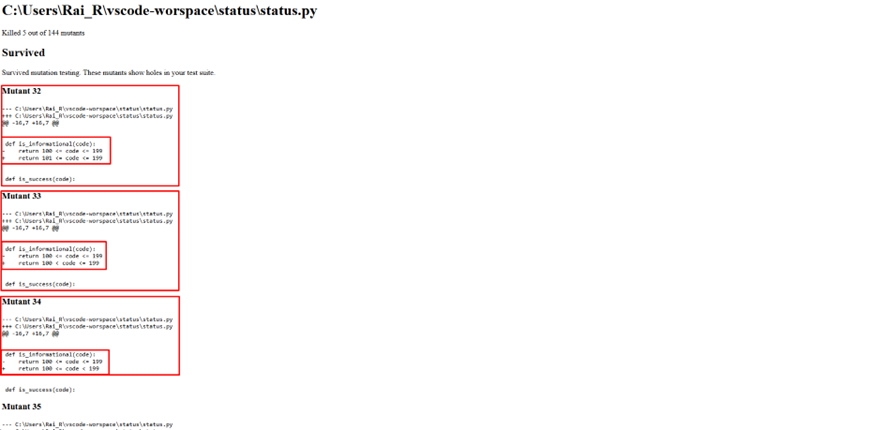 C:\Users\Rai_R\vscode-worspace\status\status.py
Killed 5 out of 144 mutants
Survived
Survived mutation testing. These mutants show holes in your test suite.
Mutant 32
--- C:\Users\Rai_R\vscode-worspace\status\status.py
+++ C:\Users\Rai_R\vscode-worspace\status\status.py
@@ -16,7 +16,7 @@
def is_informational(code):
- return 100 <= code <= 199
+ return 101 <= code <= 199
def is_success(code):
Mutant 33
--- C:\Users\Rai_R\vscode-worspace\status\status.py
+++ C:\Users\Rai_R\vscode-worspace\status\status.py
@@ -16,7 +16,7 @@
def is_informational(code):
- return 100 <= code <= 199
+ return 100 < code <= 199
def is_success(code):
Mutant 34
--- C:\Users\Rai_R\vscode-worspace\status\status.py
+++ C:\Users\Rai_R\vscode-worspace\status\status.py
@@ -16,7 +16,7 @@
def is_informational(code):
- return 100 <= code <= 199
+ return 100 <= code < 199
def is_success(code):
Mutant 35
--- C:\Users\Rai_R\vscode-worspace\status\status.py